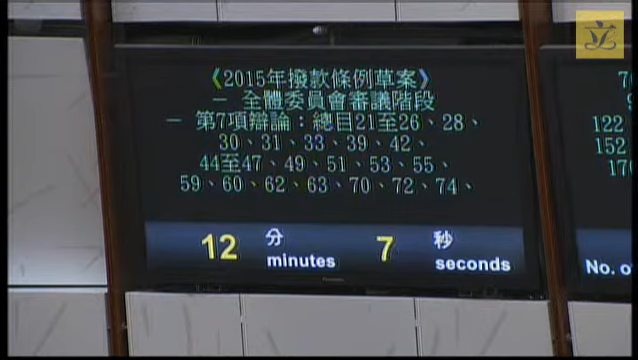 《2015年撥款條例草案》
－ 全體委員會審議階段
－ 第7項辯論：總目21至26、28、
30、31、33、39、42、
44至47、49、51、53、55、
59、60、62、63、70、72、74、
12 分 minutes 7 秒 seconds
122
152
No. o
立